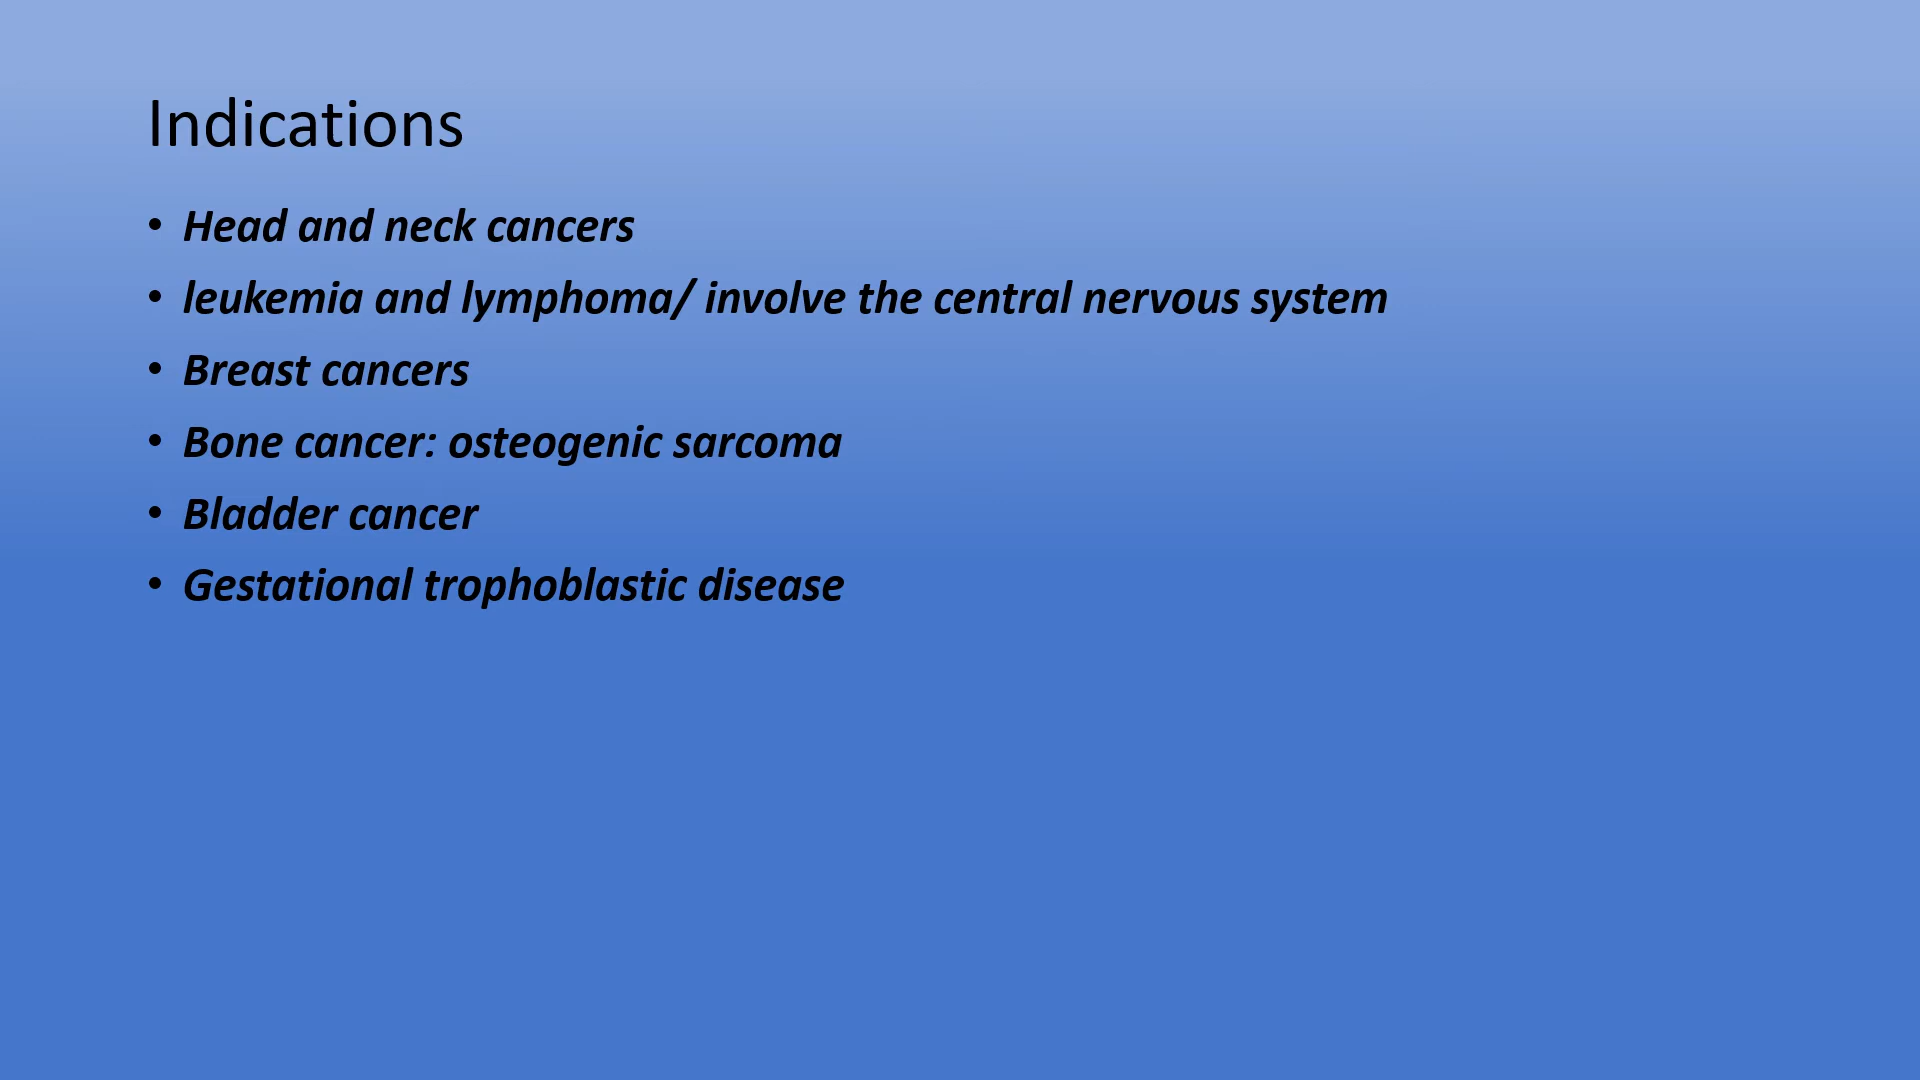 Indications
• Head and neck cancers
• leukemia and lymphoma/ involve the central nervous system
• Breast cancers
• Bone cancer: osteogenic sarcoma
• Bladder cancer
• Gestational trophoblastic disease